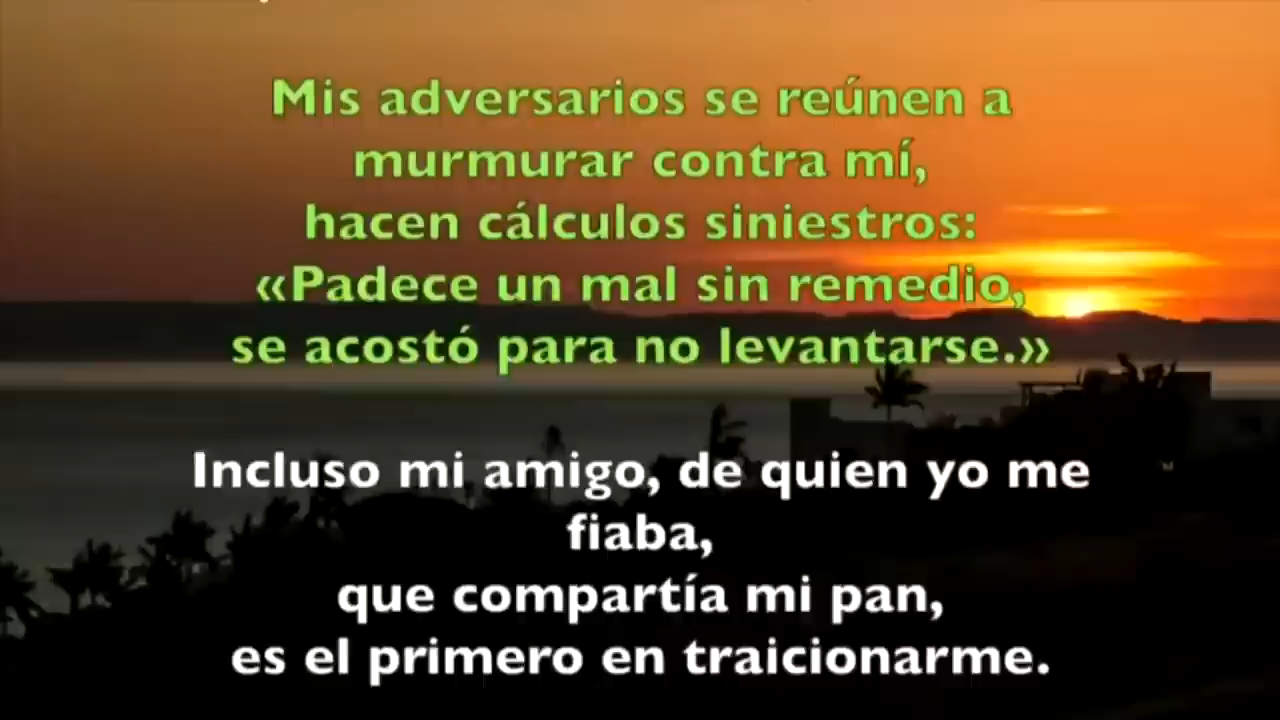 Mis adversarios se reúnen a
murmurar contra mí,
hacen cálculos siniestros:
«Padece un mal sin remedio,
se acostó para no levantarse.»
Incluso mi amigo, de quien yo me
fiaba,
que compartía mi pan,
es el primero en traicionarme.